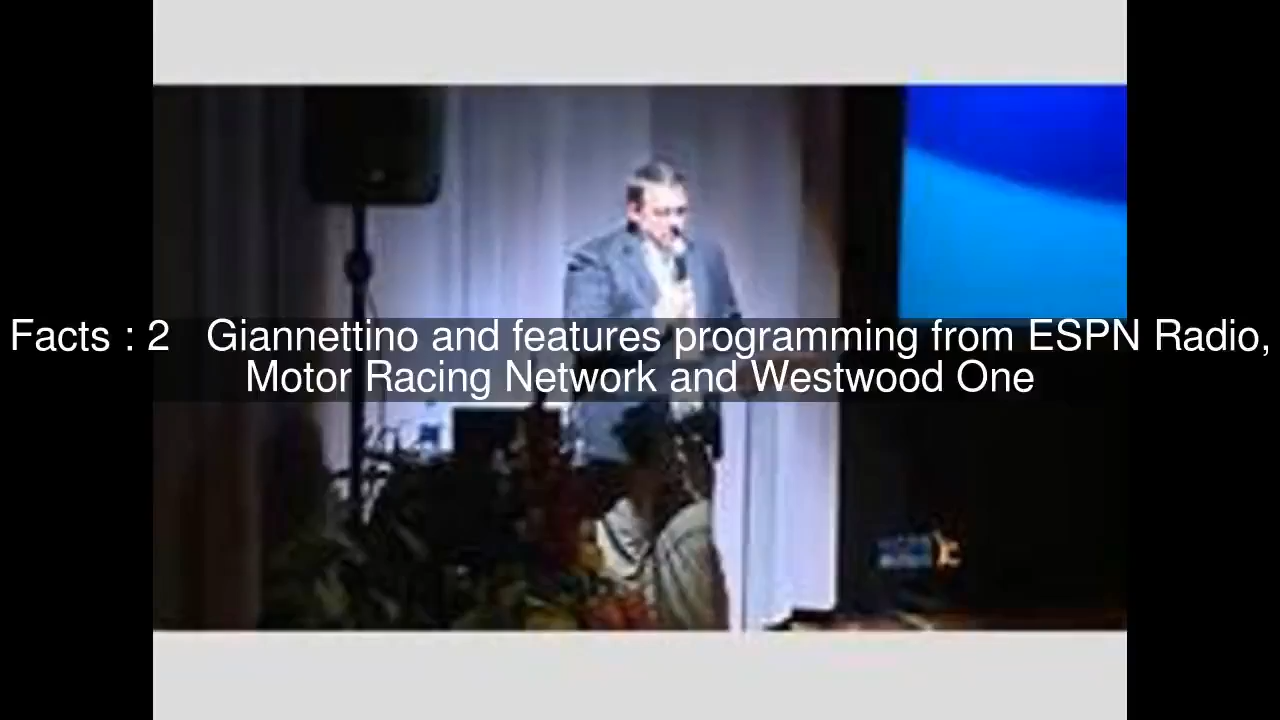 Facts : 2 Giannettino and features programming from ESPN Radio,
Motor Racing Network and Westwood One